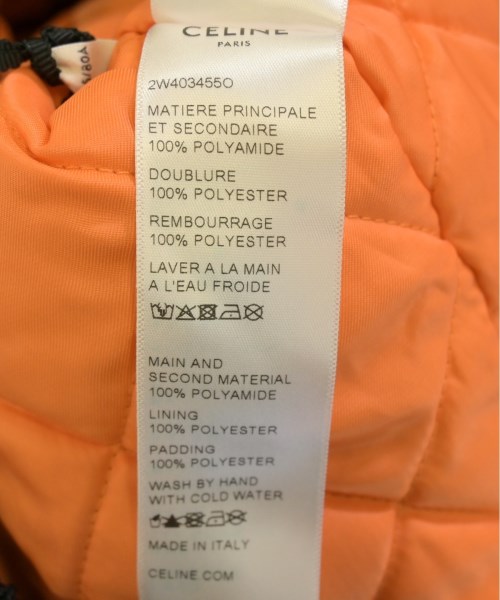 CELINE
PARIS
2W403455O
MATIERE PRINCIPALE
ET SECONDAIRE
100% POLYAMIDE
DOUBLURE
100% POLYESTER
REMBOURRAGE
100% POLYESTER
LAVER A LA MAIN
A L'EAU FROIDE
MAIN AND
SECOND MATERIAL
100% POLYAMIDE
LINING
100% POLYESTER
PADDING
100% POLYESTER
WASH BY HAND
WITH COLD WATER
MADE IN ITALY
CELINE.COM